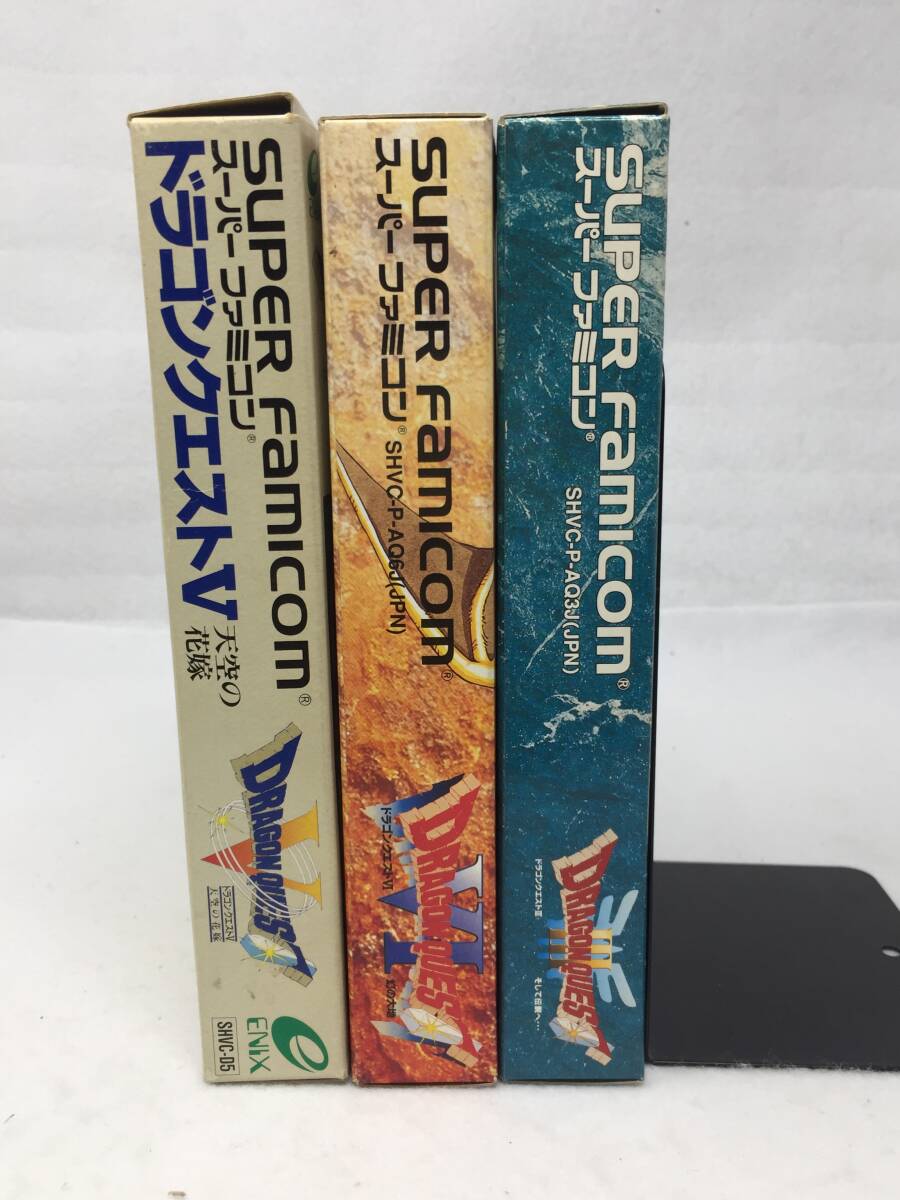 SUPER FAMICOM®
スーパーファミコン®
ドラゴンクエストV 天空の花嫁
DRAGON QUEST
V
ドラゴンクエストV
天空の花嫁
ENIX
SHVC-D5
SUPER FAMICOM®
スーパーファミコン® SHVC-P-AQ6J(JPN)
ドラゴンクエストVI
DRAGON QUEST
VI
幻の大地
SUPER FAMICOM®
スーパーファミコン®
SHVC-P-AQ3J(JPN)
ドラゴンクエストIII
DRAGON QUEST
III
そして伝説へ…